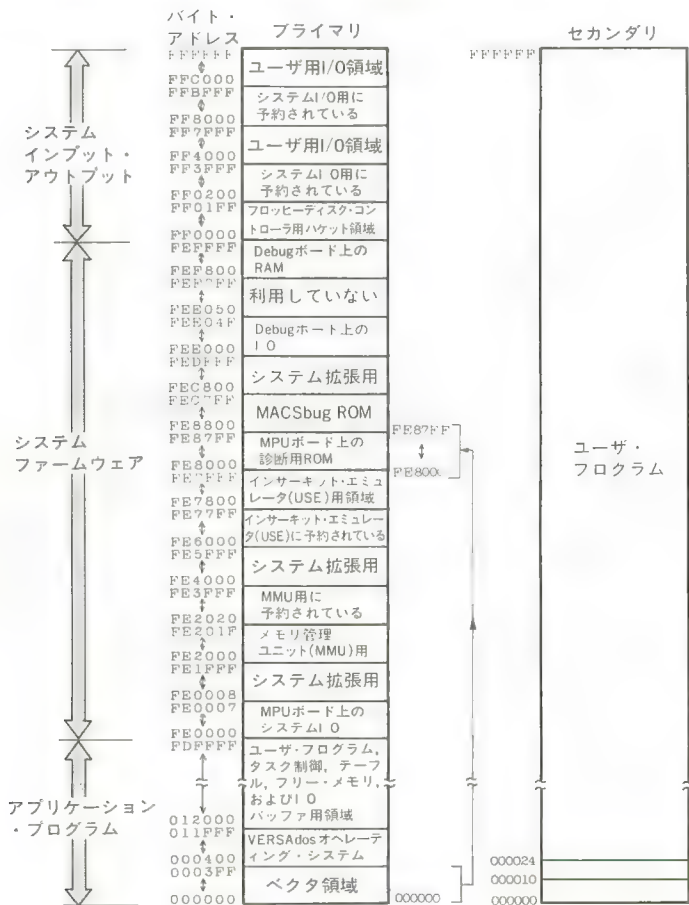 バイト・
アドレス
プライマリ
セカンダリ
FFFFFF
FFFFFF
ユーザ用I/O領域
FFC000
FFBFFF
システムI/O用に
予約されている
FF8000
FF7FFF
ユーザ用I/O領域
FF4000
FF3FFF
システムI O用に
予約されている
FF0200
FF01FF
フロッピーディスク・コン
トローラ用パケット領域
FF0000
システム
インプット・
アウトプット
FEFFFF
Debugボード上の
RAM
FEF800
利用していない
FEE050
FEE04F
Debugボート上の
I O
FEE000
FEDFFF
システム拡張用
FEC800
MACSbug ROM
FE8800
FE87FF
MPUボード上の
診断用ROM
FE8000
FE87FF
インサーキット・エミュ
レータ(USE)用領域
FE7800
FE77FF
インサーキット・エミュレー
タ(USE)に予約されている
FE6000
FE5FFF
システム拡張用
FE4000
FE3FFF
MMU用に
予約されている
FE2020
FE201F
メモリ管理
ユニット(MMU)用
FE2000
FE1FFF
システム拡張用
FE0008
FE0007
MPUボード上の
システムI O
FE0000
システム
ファームウェア
ユーザ・
プログラム
FDFFFF
ユーザ・プログラム,
タスク制御, テーブ
ル, フリー・メモリ,
およびI O
バッファ用領域
012000
011FFF
VERSAdosオペレーテ
ィング・システム
000400
0003FF
ベクタ領域
000000
000000
アプリケーション
・プログラム
000024
000010
000000